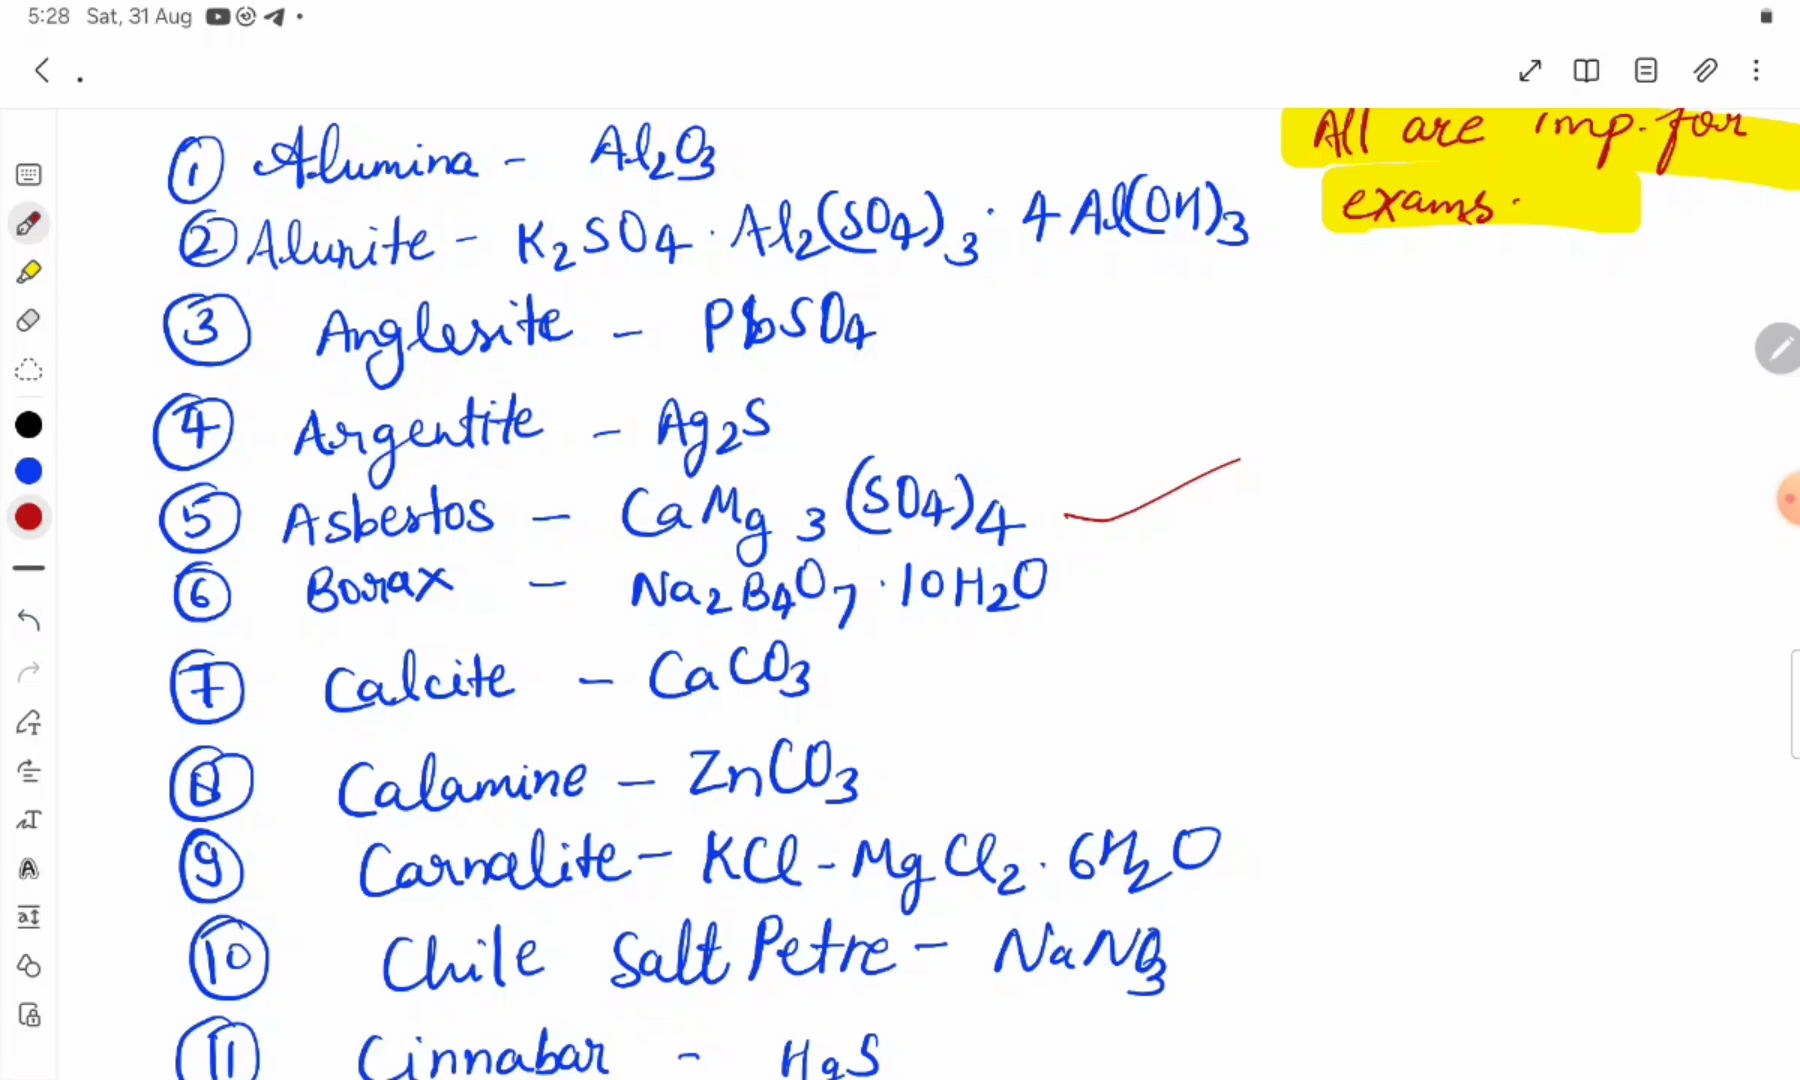 5:28 Sat, 31 Aug
All are imp. for
exams.
① Alumina - Al₂O₃
② Alunite - K₂SO₄ · Al₂(SO₄)₃ · 4Al(OH)₃
③ Anglesite - PbSO₄
④ Argentite - Ag₂S
⑤ Asbestos - CaMg₃(SO₄)₄
⑥ Borax - Na₂B₄O₇ · 10H₂O
⑦ Calcite - CaCO₃
⑧ Calamine - ZnCO₃
⑨ Carnalite - KCl - MgCl₂ · 6H₂O
⑩ Chile Salt Petre - NaNO₃
⑪ Cinnabar - HgS